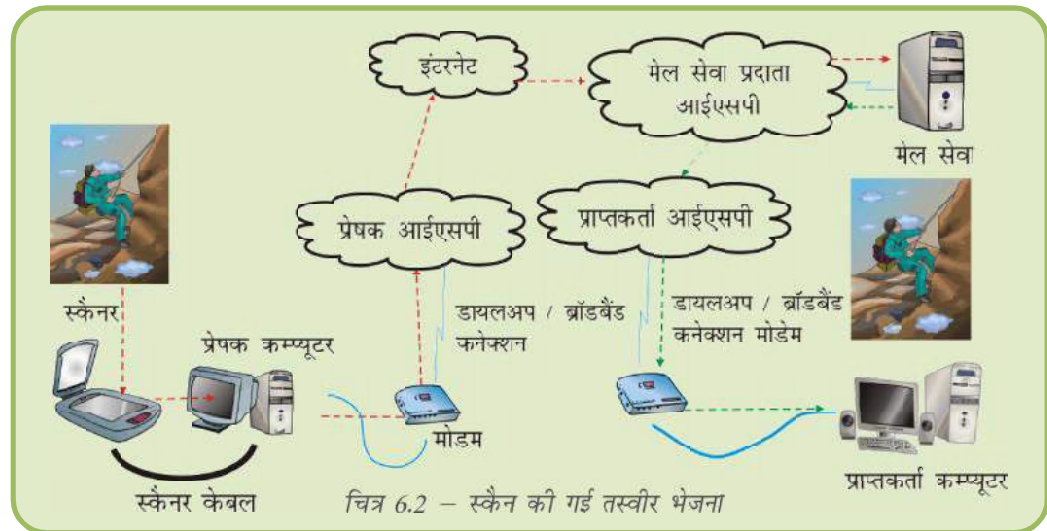 इंटरनेट
मेल सेवा प्रदाता
आईएसपी
मेल सेवा
प्रेषक आईएसपी
प्राप्तकर्ता आईएसपी
स्कैनर
डायलअप / ब्रॉडबैंड
कनेक्शन
डायलअप / ब्रॉडबैंड
कनेक्शन मोडेम
प्रेषक कम्प्यूटर
मोडम
स्कैनर केबल
प्राप्तकर्ता कम्प्यूटर
चित्र 6.2 – स्कैन की गई तस्वीर भेजना